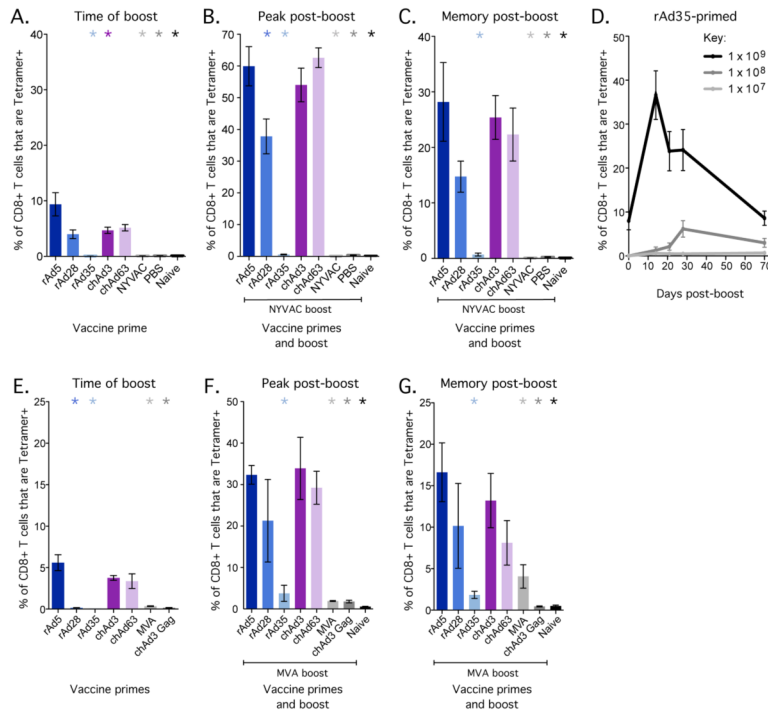 A.
Time of boost
* * * * *
% of CD8+ T cells that are Tetramer+
40
30
20
10
0
rAd5
rAd28
rAd35
chAd3
chAd63
NYVAC
PBS
Naive
Vaccine prime
B.
Peak post-boost
* * * * *
% of CD8+ T cells that are Tetramer+
70
60
50
40
30
20
10
0
rAd5
rAd28
rAd35
chAd3
chAd63
NYVAC
PBS
Naive
NYVAC boost
Vaccine primes
and boost
C.
Memory post-boost
* * * *
% of CD8+ T cells that are Tetramer+
40
30
20
10
0
rAd5
rAd28
rAd35
chAd3
chAd63
NYVAC
PBS
Naive
NYVAC boost
Vaccine primes
and boost
D.
rAd35-primed
Key:
1 x 10⁹
1 x 10⁸
1 x 10⁷
% of CD8+ T cells that are Tetramer+
50
40
30
20
10
0
0 10 20 30 40 50 60 70
Days post-boost
E.
Time of boost
* * * * *
% of CD8+ T cells that are Tetramer+
25
20
15
10
5
0
rAd5
rAd28
rAd35
chAd3
chAd63
MVA
chAd3 Gag
Vaccine primes
F.
Peak post-boost
* * * *
% of CD8+ T cells that are Tetramer+
50
40
30
20
10
0
rAd5
rAd28
rAd35
chAd3
chAd63
MVA
chAd3 Gag
Naive
MVA boost
Vaccine primes
and boost
G.
Memory post-boost
* * * *
% of CD8+ T cells that are Tetramer+
25
20
15
10
5
0
rAd5
rAd28
rAd35
chAd3
chAd63
MVA
chAd3 Gag
Naive
MVA boost
Vaccine primes
and boost